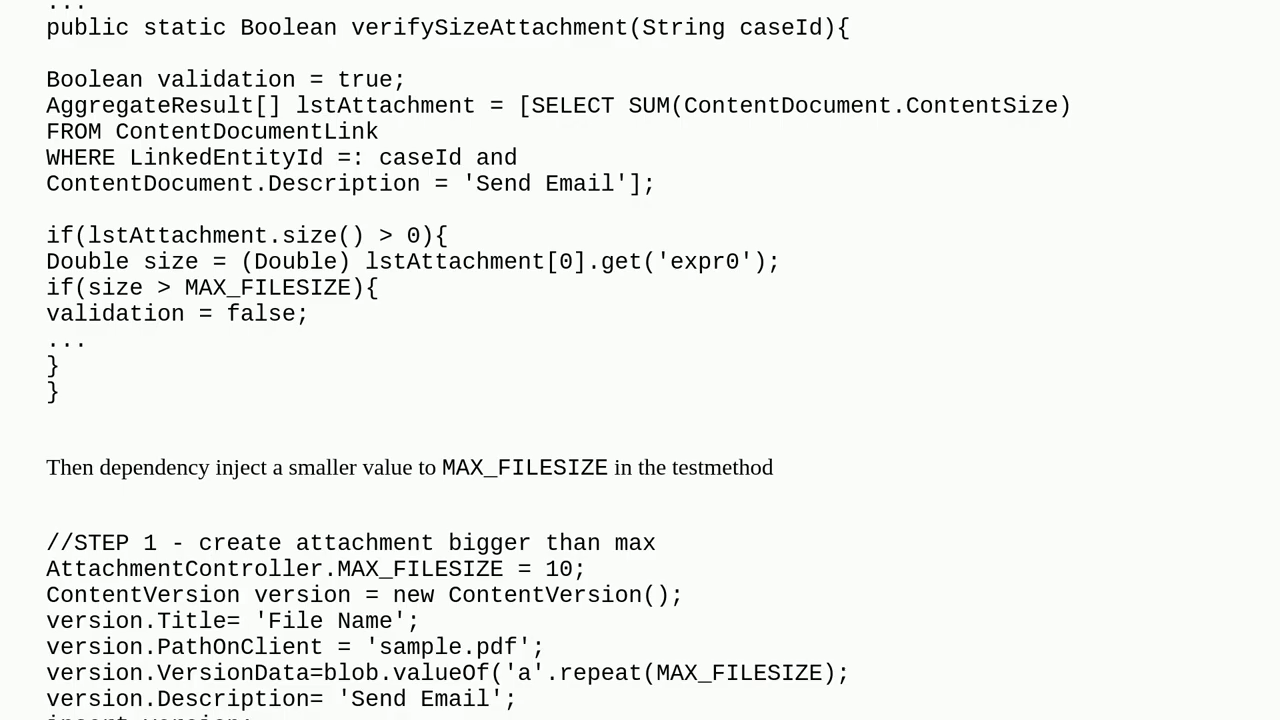 ...
public static Boolean verifySizeAttachment(String caseId){
Boolean validation = true;
AggregateResult[] lstAttachment = [SELECT SUM(ContentDocument.ContentSize)
FROM ContentDocumentLink
WHERE LinkedEntityId =: caseId and
ContentDocument.Description = 'Send Email'];
if(lstAttachment.size() > 0){
Double size = (Double) lstAttachment[0].get('expr0');
if(size > MAX_FILESIZE){
validation = false;
...
}
}
Then dependency inject a smaller value to MAX_FILESIZE in the testmethod
//STEP 1 - create attachment bigger than max
AttachmentController.MAX_FILESIZE = 10;
ContentVersion version = new ContentVersion();
version.Title= 'File Name';
version.PathOnClient = 'sample.pdf';
version.VersionData=blob.valueOf('a'.repeat(MAX_FILESIZE);
version.Description= 'Send Email';